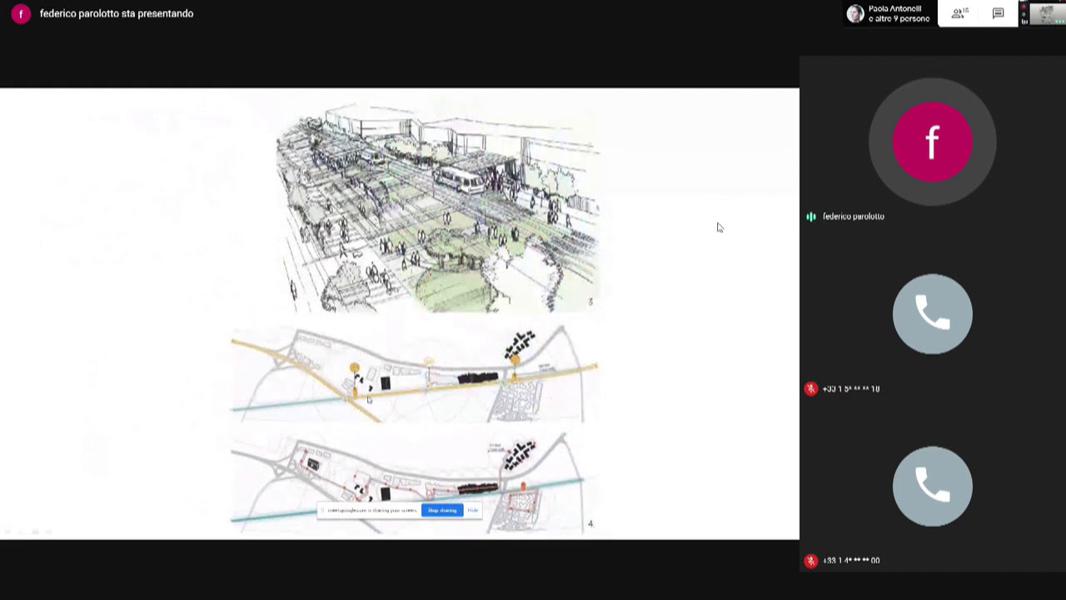 f
federico parolotto sta presentando
Paola Antonelli
e altre 9 persone
f
federico parolotto
3
+33 1 5* ** ** 18
meet.google.com is sharing your screen.
Stop sharing
Hide
4
+33 1 4* ** ** 00